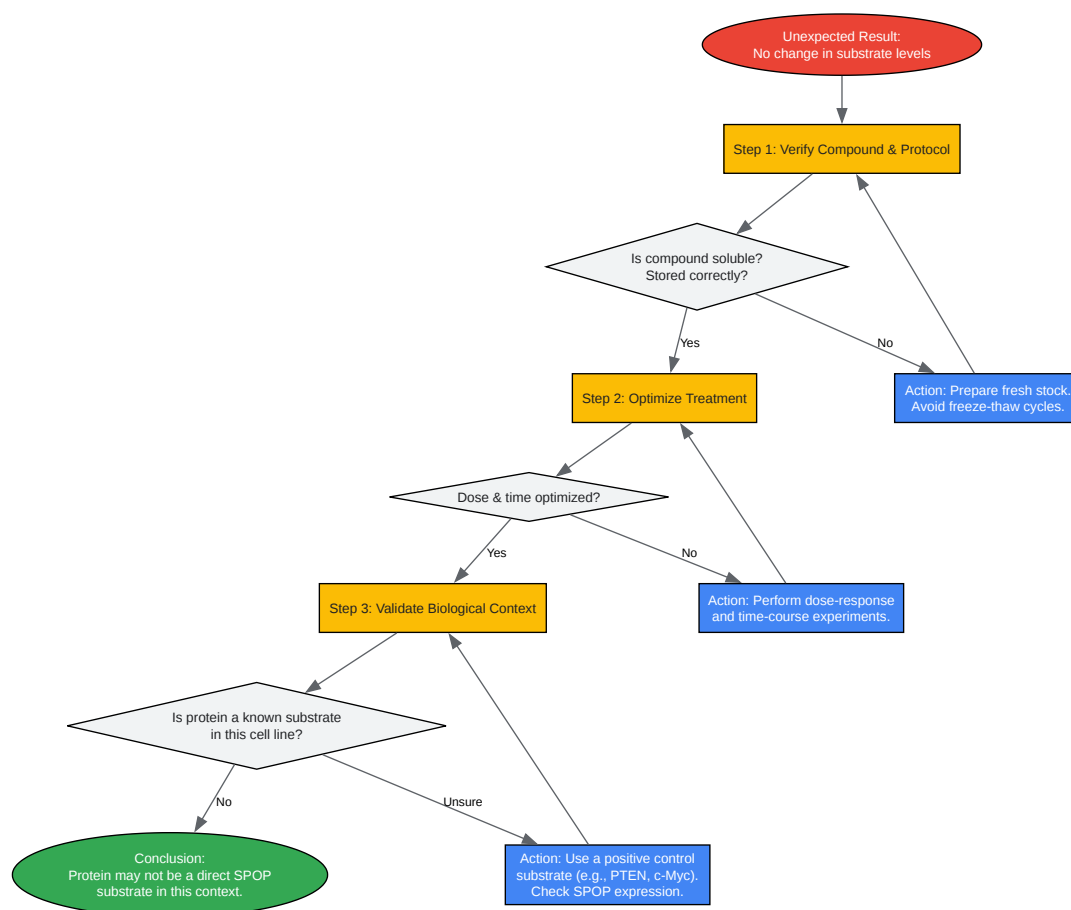 Unexpected Result:
No change in substrate levels
Step 1: Verify Compound & Protocol
Is compound soluble?
Stored correctly?
Yes
No
Step 2: Optimize Treatment
Action: Prepare fresh stock.
Avoid freeze-thaw cycles.
Dose & time optimized?
Yes
No
Step 3: Validate Biological Context
Action: Perform dose-response
and time-course experiments.
Is protein a known substrate
in this cell line?
No
Unsure
Conclusion:
Protein may not be a direct SPOP
substrate in this context.
Action: Use a positive control
substrate (e.g., PTEN, c-Myc).
Check SPOP expression.